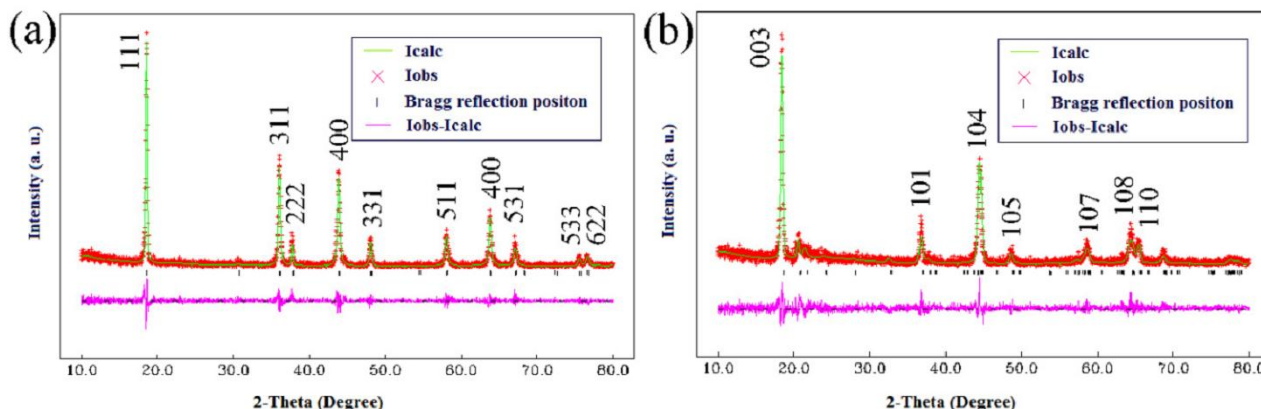 (a)
Intensity (a. u.)
111
311
222
400
331
511
400
531
533
622
Icalc
Iobs
Bragg reflection positon
Iobs-Icalc
10.0 20.0 30.0 40.0 50.0 60.0 70.0 80.0
2-Theta (Degree)
(b)
Intensity (a. u.)
003
101
104
105
107
108
110
Icalc
Iobs
Bragg reflection positon
Iobs-Icalc
10.0 20.0 30.0 40.0 50.0 60.0 70.0 80.0
2-Theta (Degree)